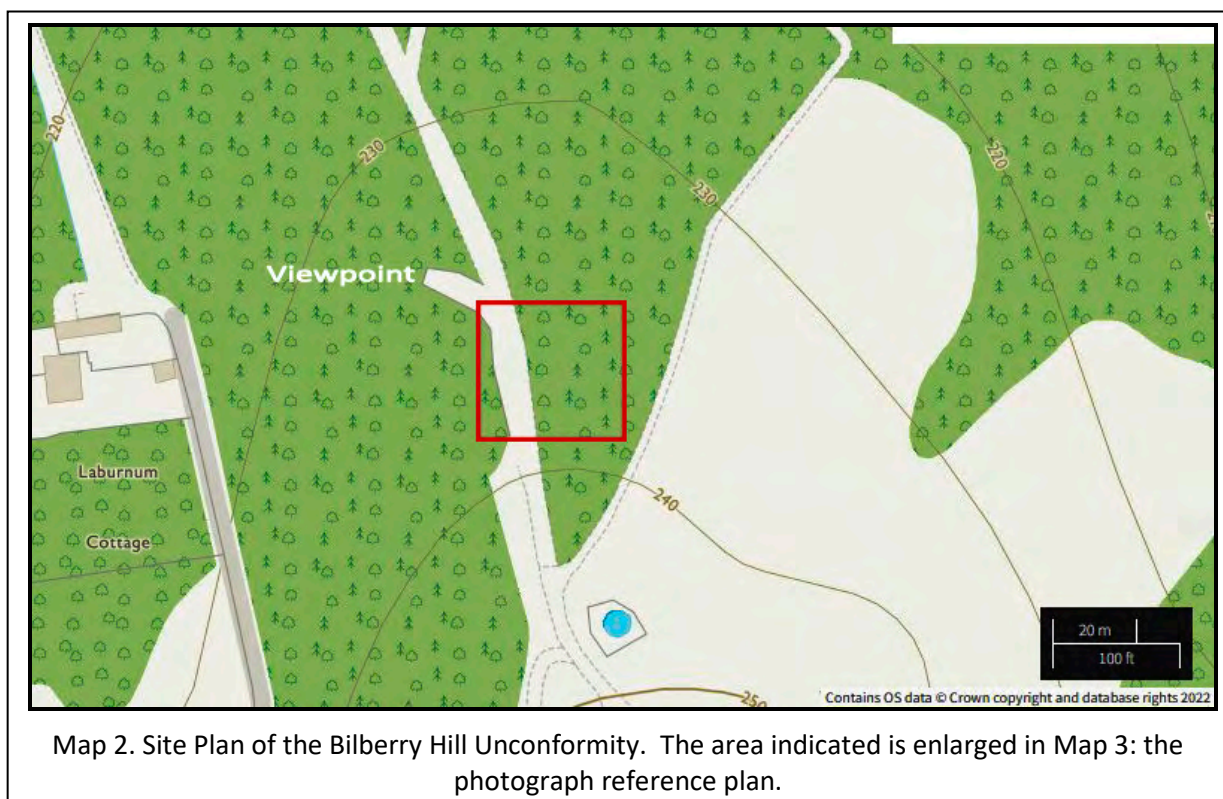 220
230
Viewpoint
230
220
Laburnum
Cottage
240
20 m
100 ft
250
Contains OS data © Crown copyright and database rights 2022
Map 2. Site Plan of the Bilberry Hill Unconformity. The area indicated is enlarged in Map 3: the
photograph reference plan.